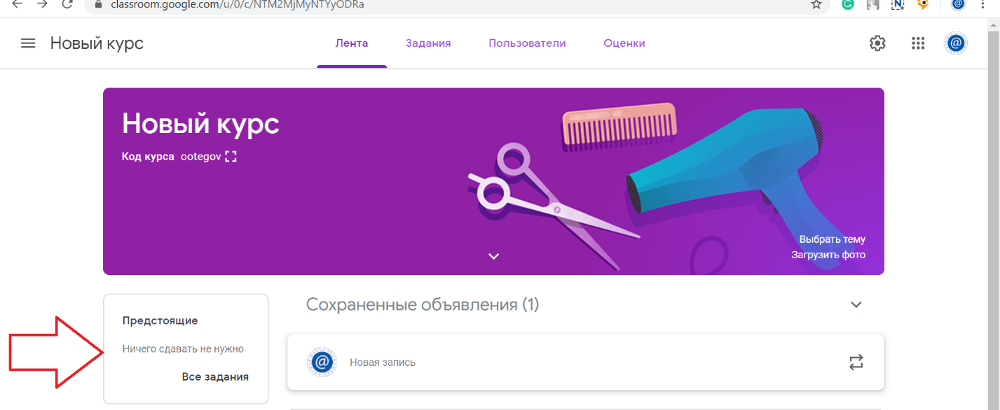 classroom.google.com/u/0/c/NTM2MjMyNTYyODRa
Новый курс
Лента Задания Пользователи Оценки
@
Новый курс
Код курса ootegov
Выбрать тему
Загрузить фото
Предстоящие
Ничего сдавать не нужно
Все задания
Сохраненные объявления (1)
@ Новая запись